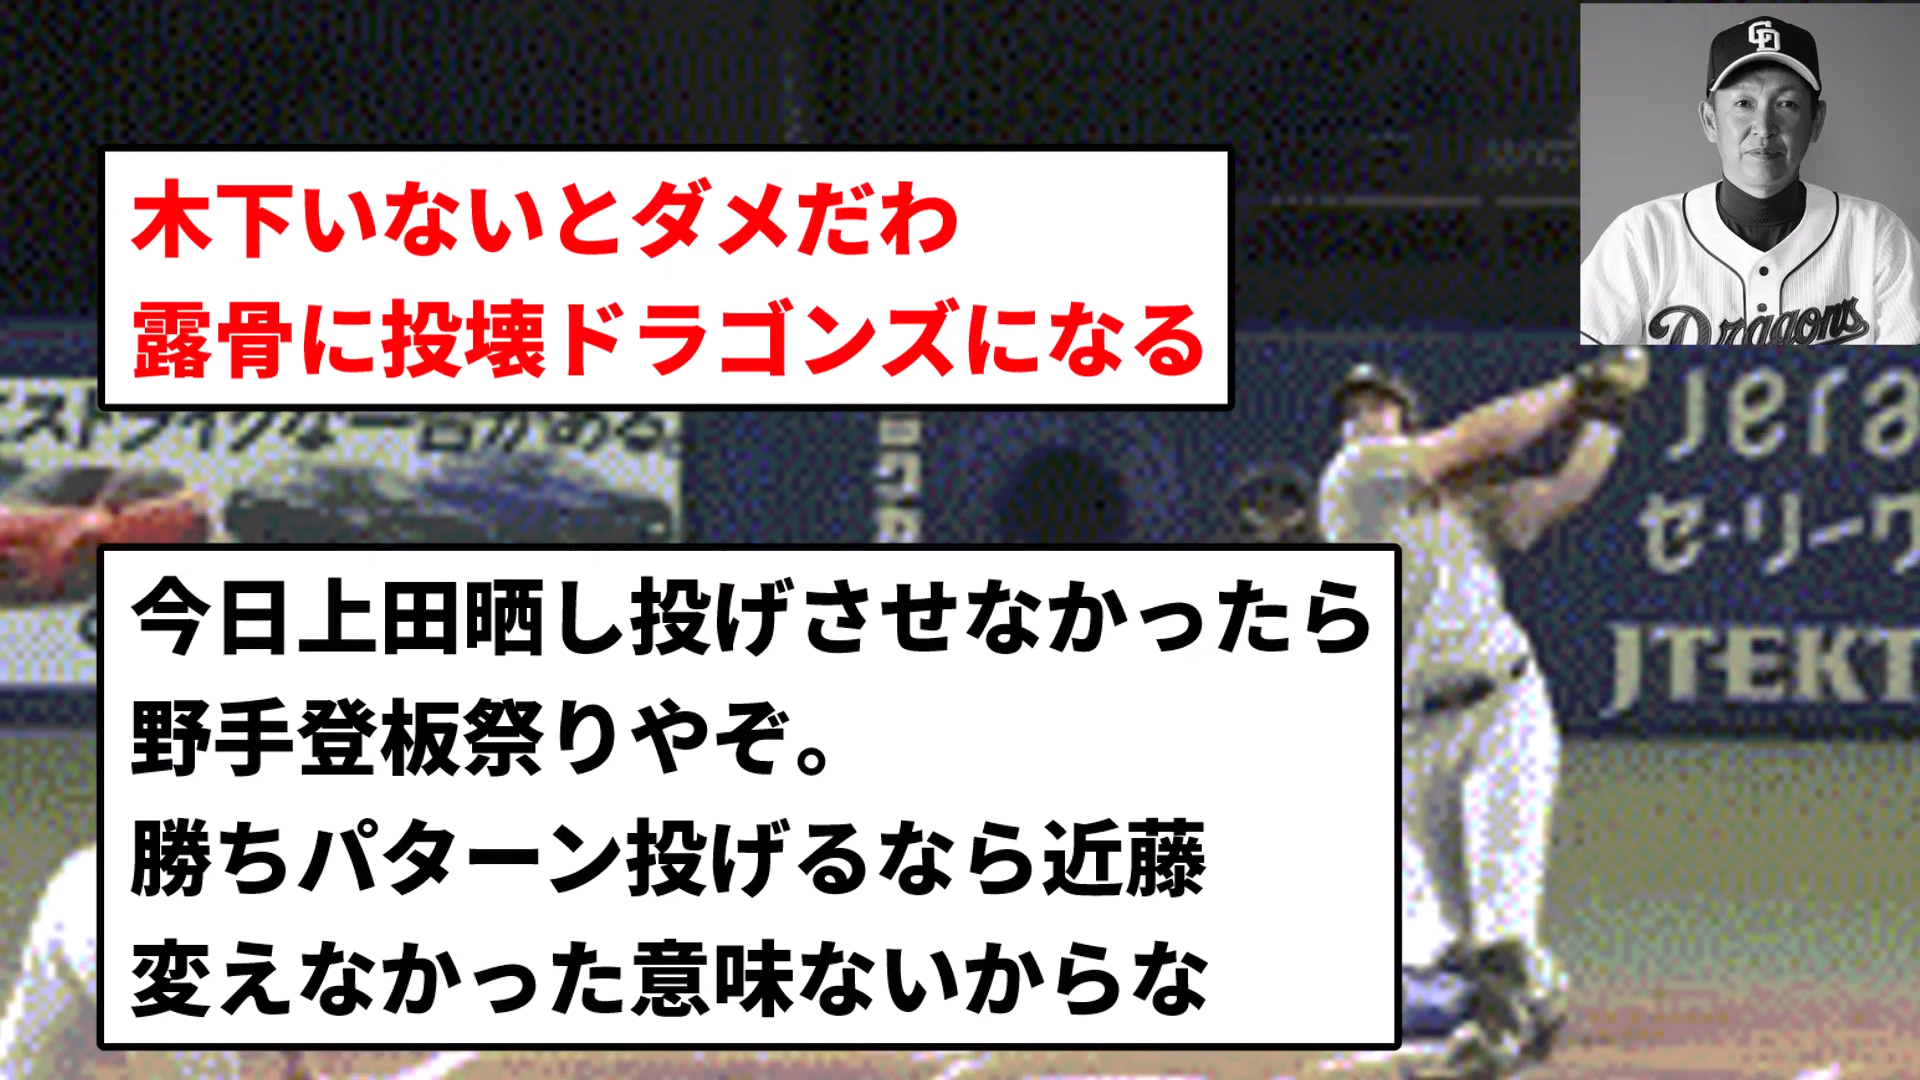 木下いないとダメだわ
露骨に投壊ドラゴンズになる
今日上田晒し投げさせなかったら
野手登板祭りやぞ。
勝ちパターン投げるなら近藤
変えなかった意味ないからな
CD
Dragons
Jera
セ・リーグ
JTEKT